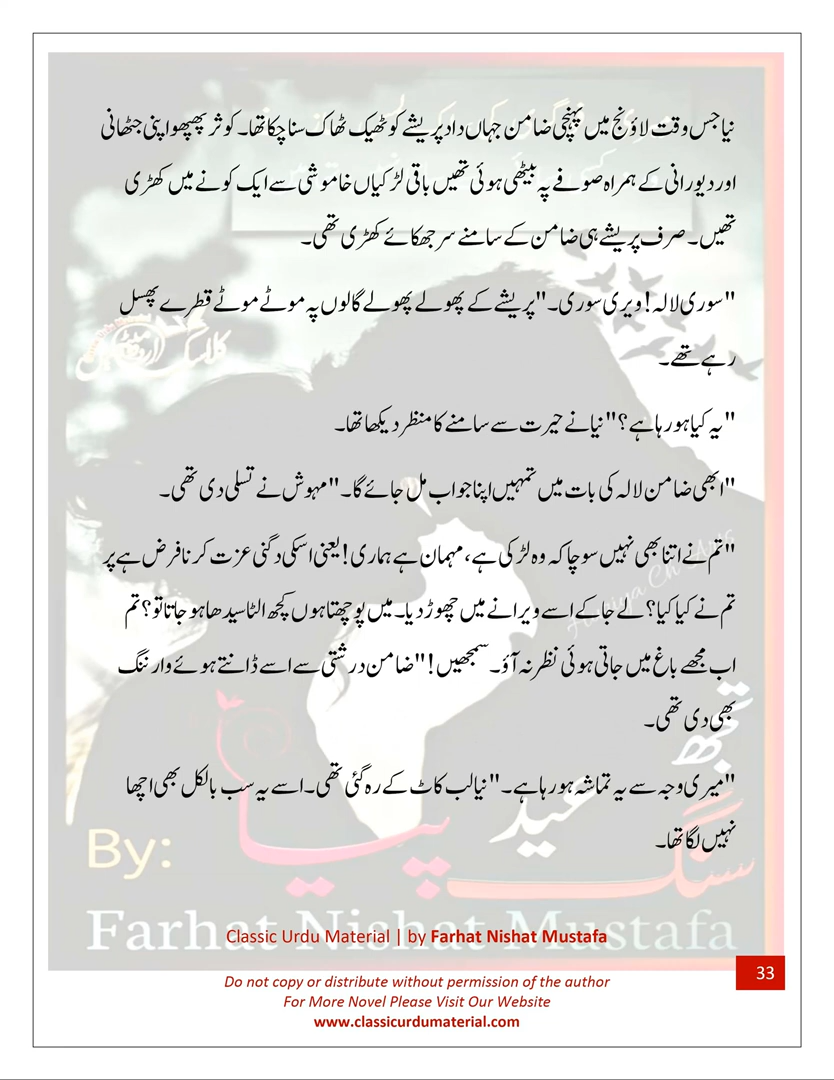 نیا جس وقت لاؤنج میں پہنچی ضامن جہاں داد پریشے کو ٹھیک ٹھاک سنا چکا تھا۔ کوثر پھپھو اپنی جٹھانی
اور دیورانی کے ہمراہ صوفے پہ بیٹھی ہوئی تھیں باقی لڑکیاں خاموشی سے ایک کونے میں کھڑی
تھیں۔ صرف پریشے ہی ضامن کے سامنے سر جھکائے کھڑی تھی۔
"سوری لالہ! ویری سوری۔" پریشے کے پھولے پھولے گالوں پہ موٹے موٹے قطرے پھسل
رہے تھے۔
"یہ کیا ہو رہا ہے؟" نیا نے حیرت سے سامنے کا منظر دیکھا تھا۔
"ابھی ضامن لالہ کی بات میں تمہیں اپنا جواب مل جائے گا۔" مہوش نے تسلی دی تھی۔
"تم نے اتنا بھی نہیں سوچا کہ وہ لڑکی ہے، مہمان ہے ہماری! یعنی اسکی دگنی عزت کرنا فرض ہے پر
تم نے کیا کیا؟ لے جا کے اسے ویرانے میں چھوڑ دیا۔ میں پوچھتا ہوں کچھ الٹا سیدھا ہو جاتا تو؟ تم
اب مجھے باغ میں جاتی ہوئی نظر نہ آؤ۔ سمجھیں!" ضامن درشتی سے اسے ڈانتے ہوئے وارننگ
بھی دی تھی۔
"میری وجہ سے یہ تماشہ ہو رہا ہے۔" نیا لب کاٹ کے رہ گئی تھی۔ اسے یہ سب بالکل بھی اچھا
نہیں لگا تھا۔
تجھ
سنگ عید پیا
By:
Farhat Nishat Mustafa
Classic Urdu Material | by Farhat Nishat Mustafa
33
Do not copy or distribute without permission of the author
For More Novel Please Visit Our Website
www.classicurdumaterial.com